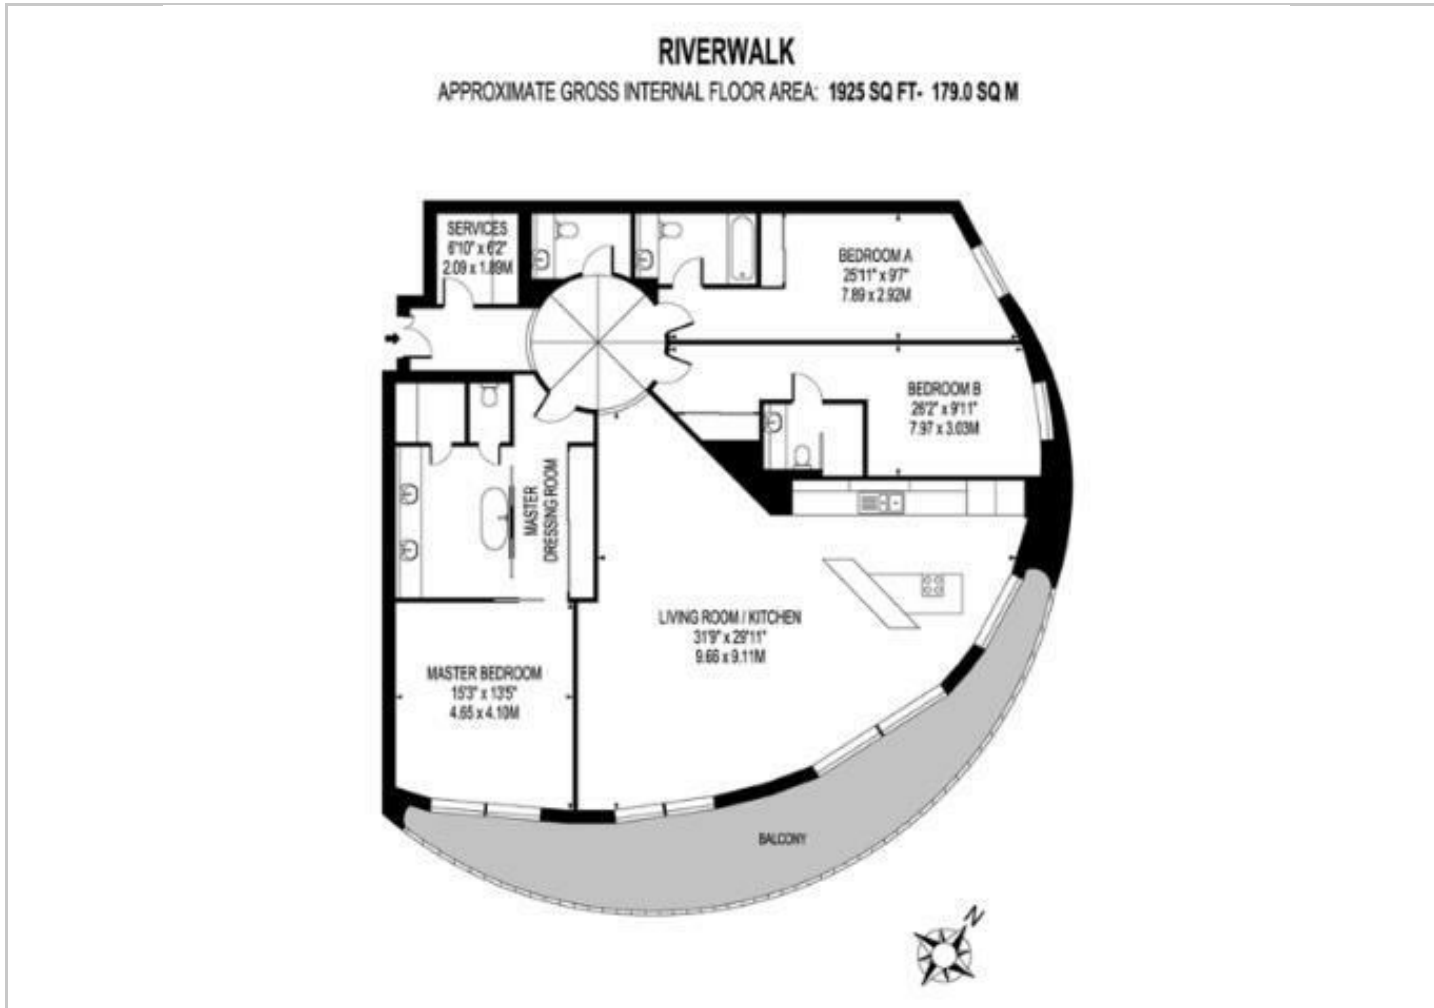 RIVERWALK
APPROXIMATE GROSS INTERNAL FLOOR AREA: 1925 SQ FT- 179.0 SQ M
SERVICES
6'10" x 6'2"
2.09 x 1.89M
BEDROOM A
25'11" x 9'7"
7.89 x 2.92M
BEDROOM B
26'2" x 9'11"
7.97 x 3.03M
MASTER
DRESSING ROOM
LIVING ROOM / KITCHEN
31'9" x 29'11"
9.66 x 9.11M
MASTER BEDROOM
15'3" x 13'5"
4.65 x 4.10M
BALCONY
N